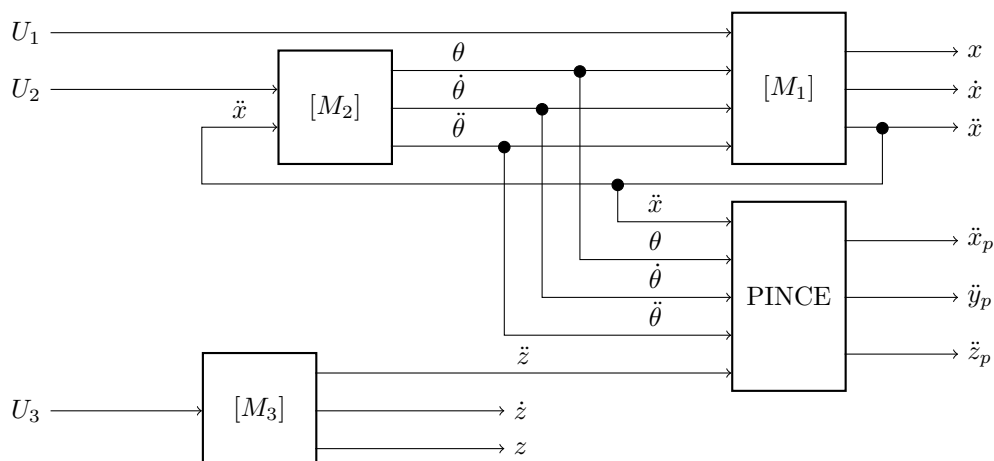 U₁
θ
x
U₂
[M₂]
θ̇
[M₁]
ẋ
ẍ
θ̈
ẍ
ẍ
θ
ẍₚ
θ̇
PINCE
ÿₚ
θ̈
z̈
z̈ₚ
U₃
[M₃]
ż
z